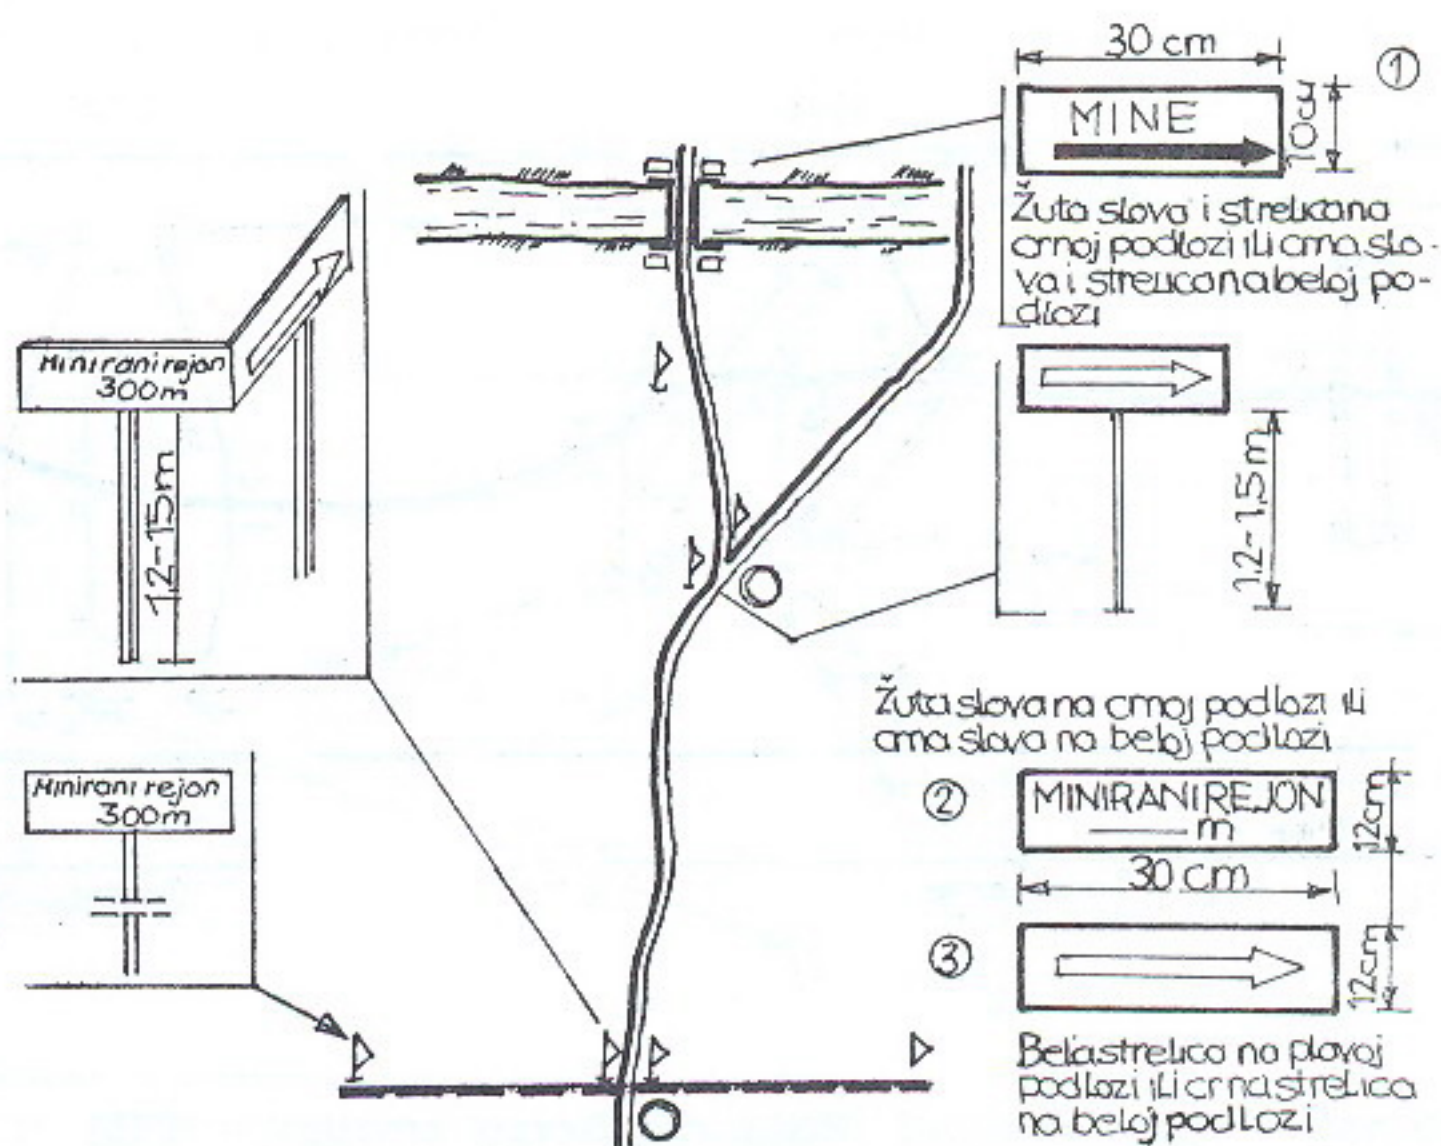 30 cm
①
MINE
10cm
Žuta slova i strelica na
crnoj podlozi ili crna slo-
va i strelica na beloj po-
dlozi
Minirani rejon
300m
1,2-1,5m
1,2-1,5m
Žuta slova na crnoj podlozi ili
crna slova na beloj podlozi
Minirani rejon
300m
②
MINIRANI REJON
m
12cm
30 cm
③
12cm
Bela strelica na plavoj
podlozi ili crna strelica
na beloj podlozi